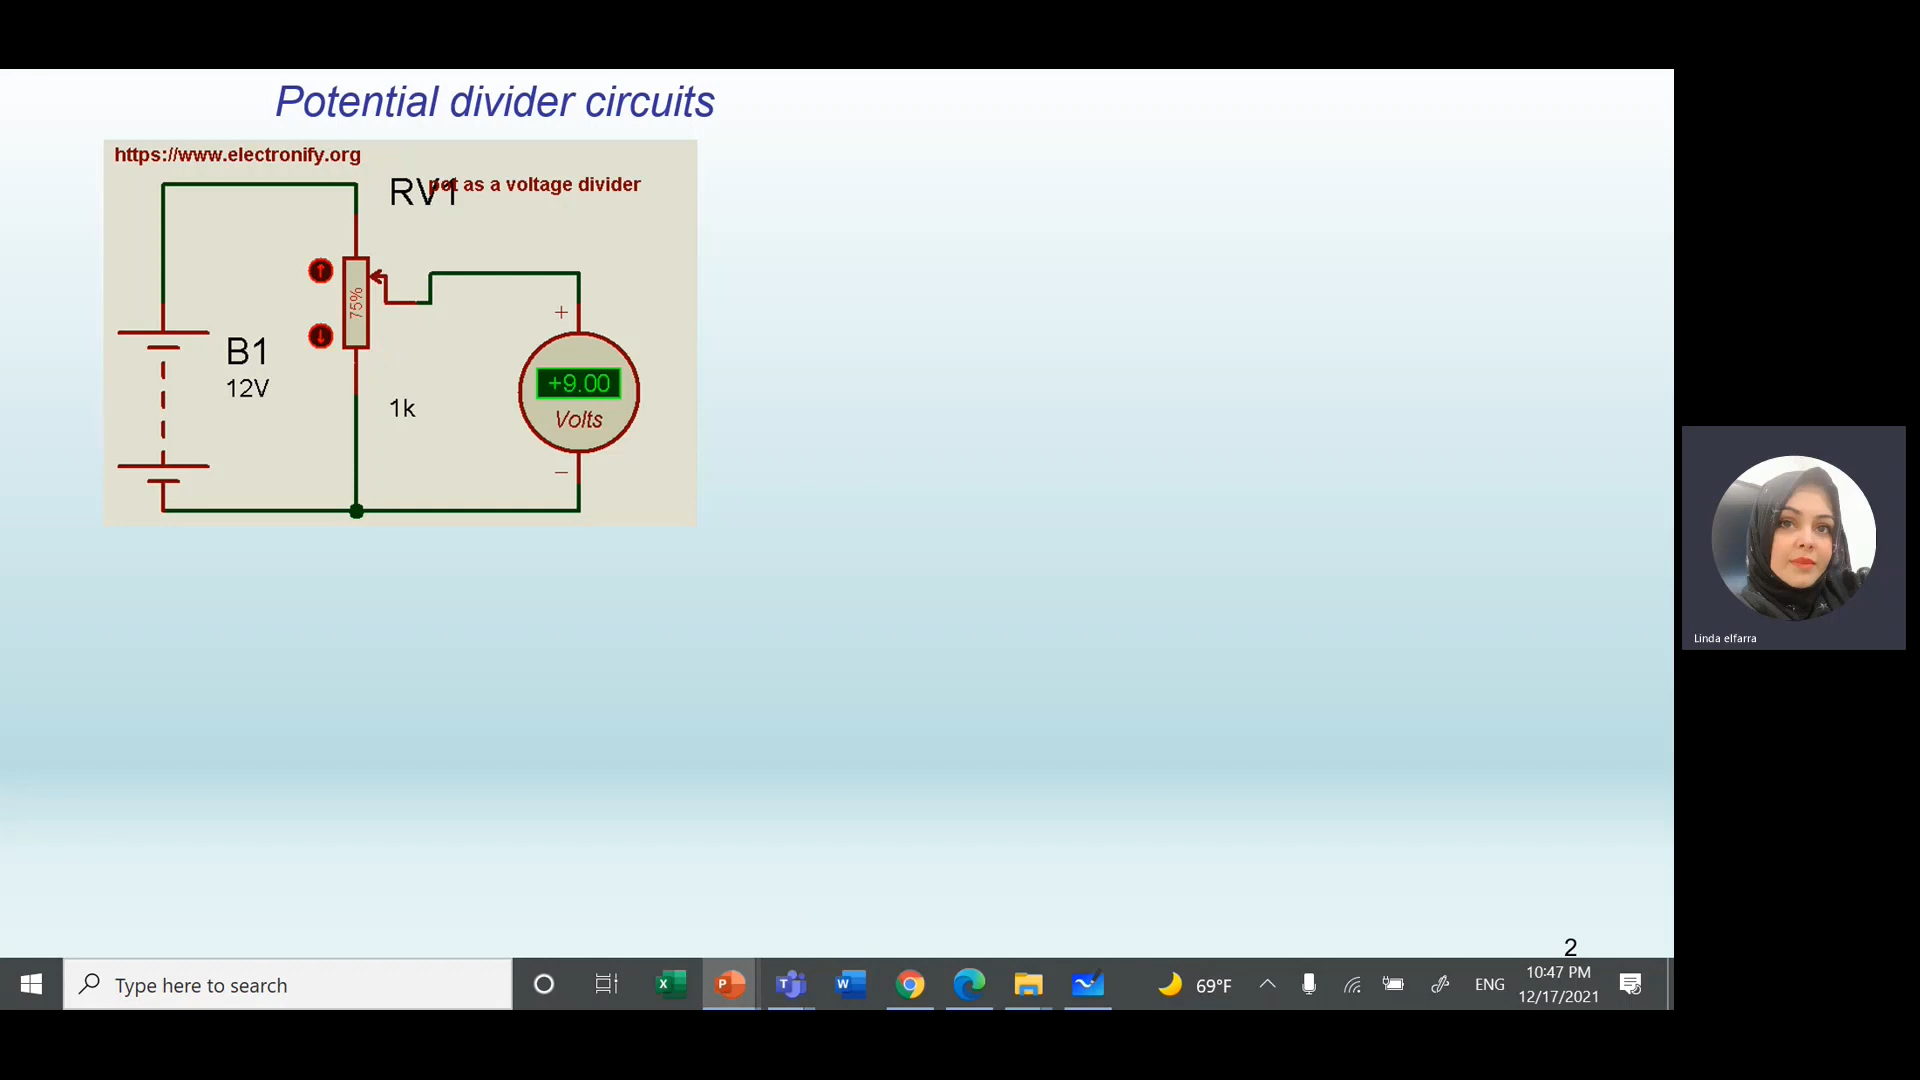 Potential divider circuits
https://www.electronify.org
RV1
pot as a voltage divider
75%
+
B1
12V
+9.00
Volts
1k
–
Linda elfarra
2
Type here to search
69°F
ENG
10:47 PM
12/17/2021